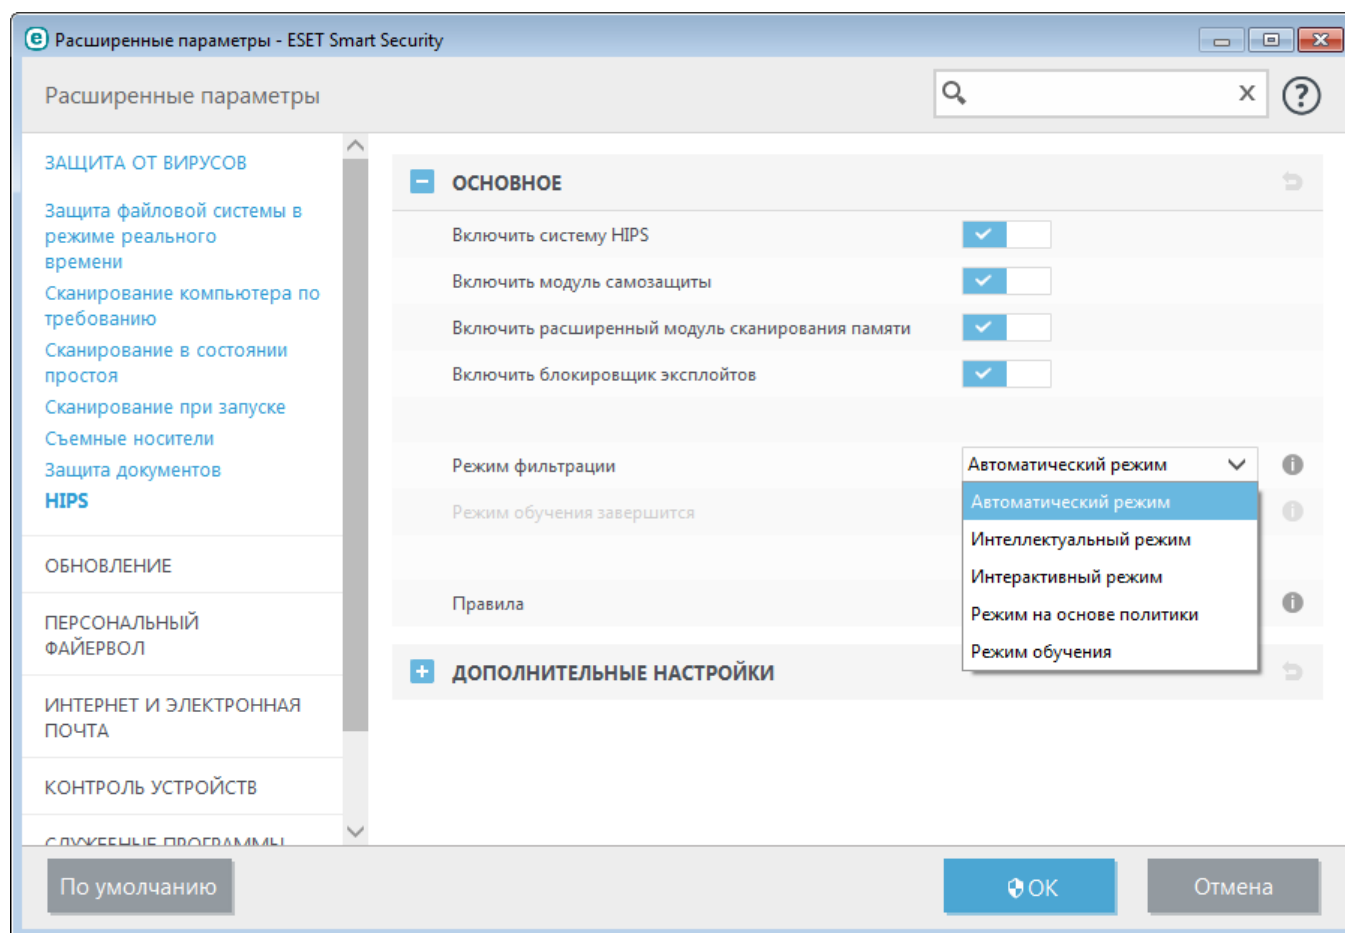 Расширенные параметры - ESET Smart Security
Расширенные параметры
ЗАЩИТА ОТ ВИРУСОВ
Защита файловой системы в
режиме реального
времени
Сканирование компьютера по
требованию
Сканирование в состоянии
простоя
Сканирование при запуске
Съемные носители
Защита документов
HIPS
ОБНОВЛЕНИЕ
ПЕРСОНАЛЬНЫЙ
ФАЙЕРВОЛ
ИНТЕРНЕТ И ЭЛЕКТРОННАЯ
ПОЧТА
КОНТРОЛЬ УСТРОЙСТВ
СЛУЖЕБНЫЕ ПРОГРАММЫ
ОСНОВНОЕ
Включить систему HIPS
Включить модуль самозащиты
Включить расширенный модуль сканирования памяти
Включить блокировщик эксплойтов
Режим фильтрации
Автоматический режим
Автоматический режим
Режим обучения завершится
Интеллектуальный режим
Интерактивный режим
Правила
Режим на основе политики
Режим обучения
ДОПОЛНИТЕЛЬНЫЕ НАСТРОЙКИ
По умолчанию
ОК
Отмена